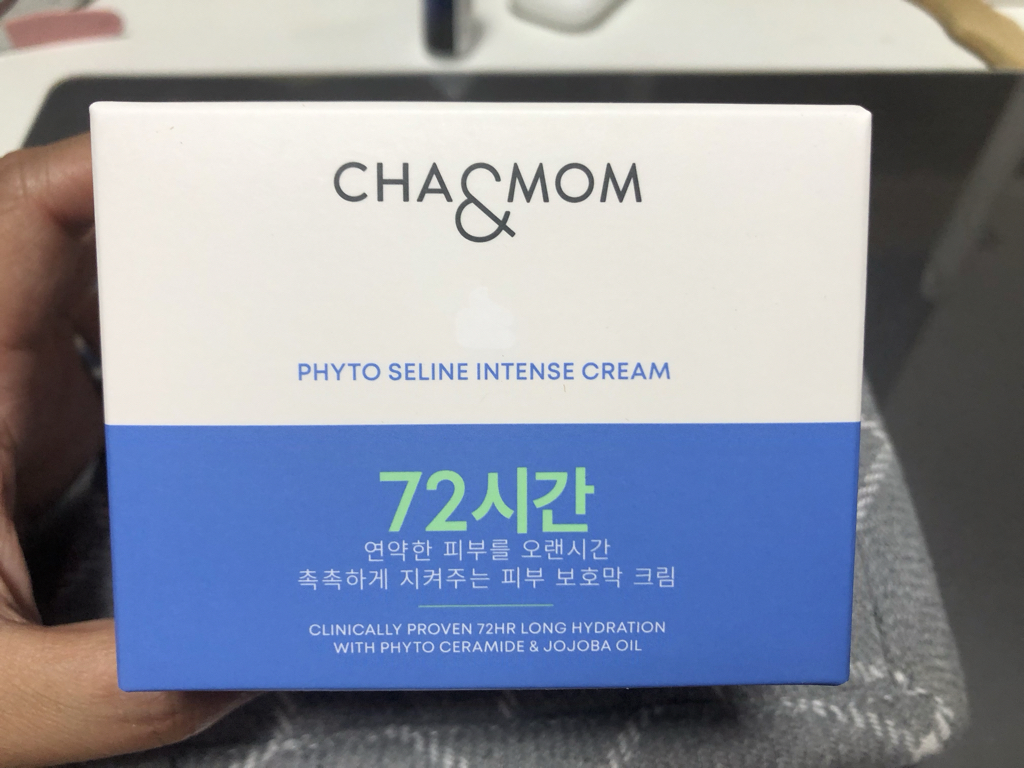 CHA&MOM
PHYTO SELINE INTENSE CREAM
72시간
연약한 피부를 오랜시간
촉촉하게 지켜주는 피부 보호막 크림
CLINICALLY PROVEN 72HR LONG HYDRATION
WITH PHYTO CERAMIDE & JOJOBA OIL